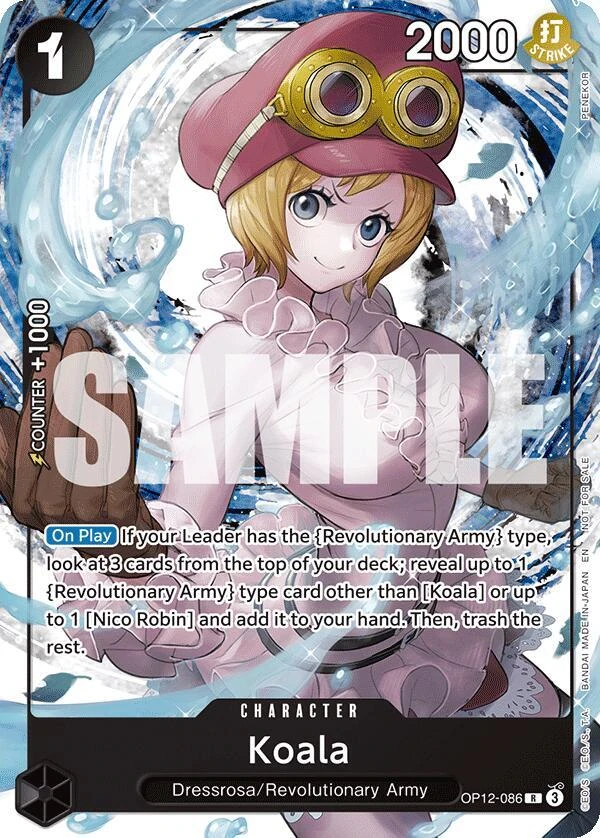 1
2000
打
STRIKE
PENEKOR
COUNTER +1000
SAMPLE
On Play If your Leader has the {Revolutionary Army} type,
look at 3 cards from the top of your deck; reveal up to 1
{Revolutionary Army} type card other than [Koala] or up
to 1 [Nico Robin] and add it to your hand. Then, trash the
rest.
CHARACTER
Koala
Dressrosa/Revolutionary Army
OP12-086 R 3
©E.O/S. ©E.O./S.,T.A. BANDAI MADE IN JAPAN EN NOT FOR SALE